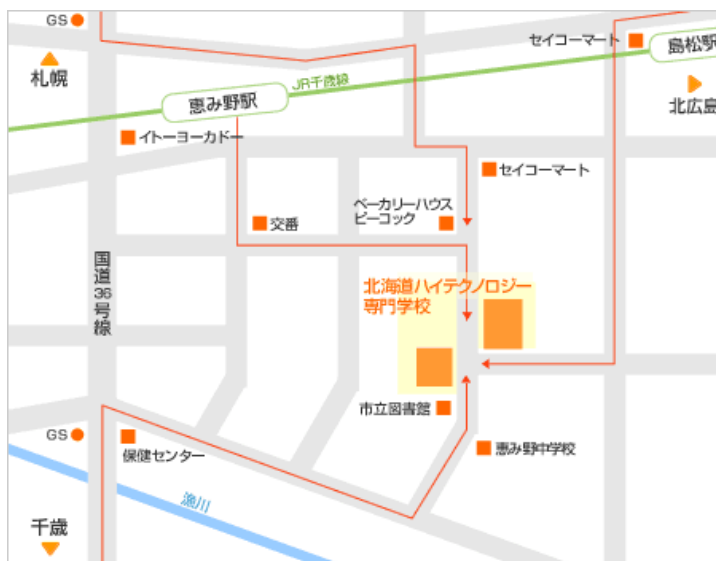 GS
セイコーマート
島松駅
札幌
JR千歳線
恵み野駅
北広島
イトーヨーカドー
セイコーマート
ベーカリーハウス
ピーコック
交番
国道36号線
北海道ハイテクノロジー
専門学校
市立図書館
GS
保健センター
恵み野中学校
漁川
千歳